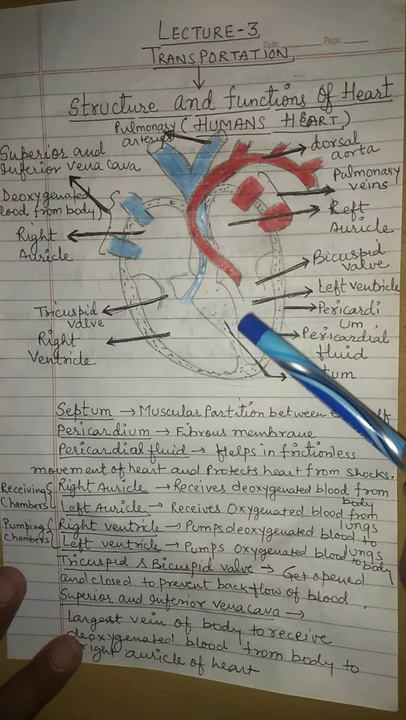 LECTURE-3
TRANSPORTATION
Date: Page:
Structure and functions of Heart
(HUMANS HEART)
Pulmonary
arteries
Superior and
Inferior vena cava
Deoxygenated
blood from body
Right
Auricle
Tricuspid
valve
Right
Ventricle
dorsal
aorta
Pulmonary
veins
Left
Auricle
Bicuspid
valve
Left ventricle
Pericardi
um
Pericardial
fluid
tum
Septum → Muscular Partition between
Pericardium → Fibrous membrane
Pericardial fluid → Helps in frictionless
movement of heart and Protects heart from shocks.
Receiving Chambers
Right Auricle → Receives deoxygenated blood from body
Left Auricle → Receives Oxygenated blood from lungs
Pumping Chambers
Right ventricle → Pumps deoxygenated blood to lungs
Left ventricle → Pumps Oxygenated blood to body
Tricuspid & Bicuspid valve → Get opened
and closed to prevent back flow of blood.
Superior and Inferior vena cava →
Largest vein of body to receive
deoxygenated blood from body to
right auricle of heart